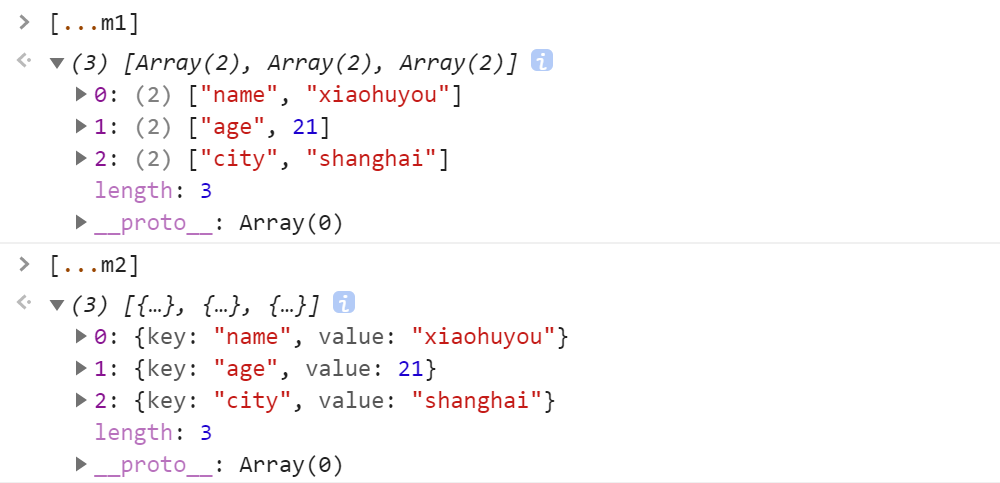 > [...m1]
(3) [Array(2), Array(2), Array(2)] i
0: (2) ["name", "xiaohuyou"]
1: (2) ["age", 21]
2: (2) ["city", "shanghai"]
length: 3
__proto__: Array(0)
> [...m2]
(3) [{…}, {…}, {…}] i
0: {key: "name", value: "xiaohuyou"}
1: {key: "age", value: 21}
2: {key: "city", value: "shanghai"}
length: 3
__proto__: Array(0)